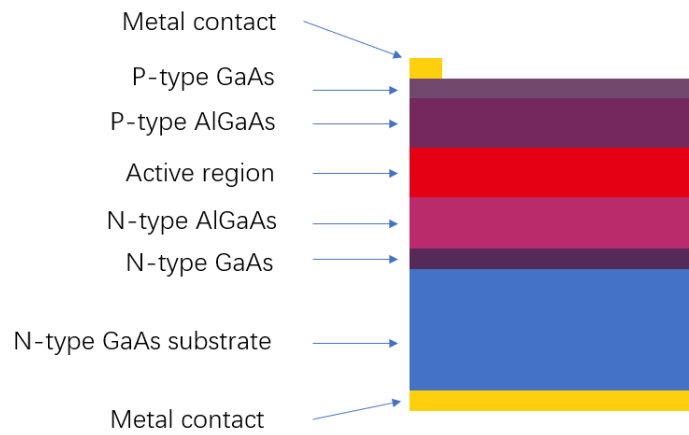 Metal contact
P-type GaAs
P-type AlGaAs
Active region
N-type AlGaAs
N-type GaAs
N-type GaAs substrate
Metal contact